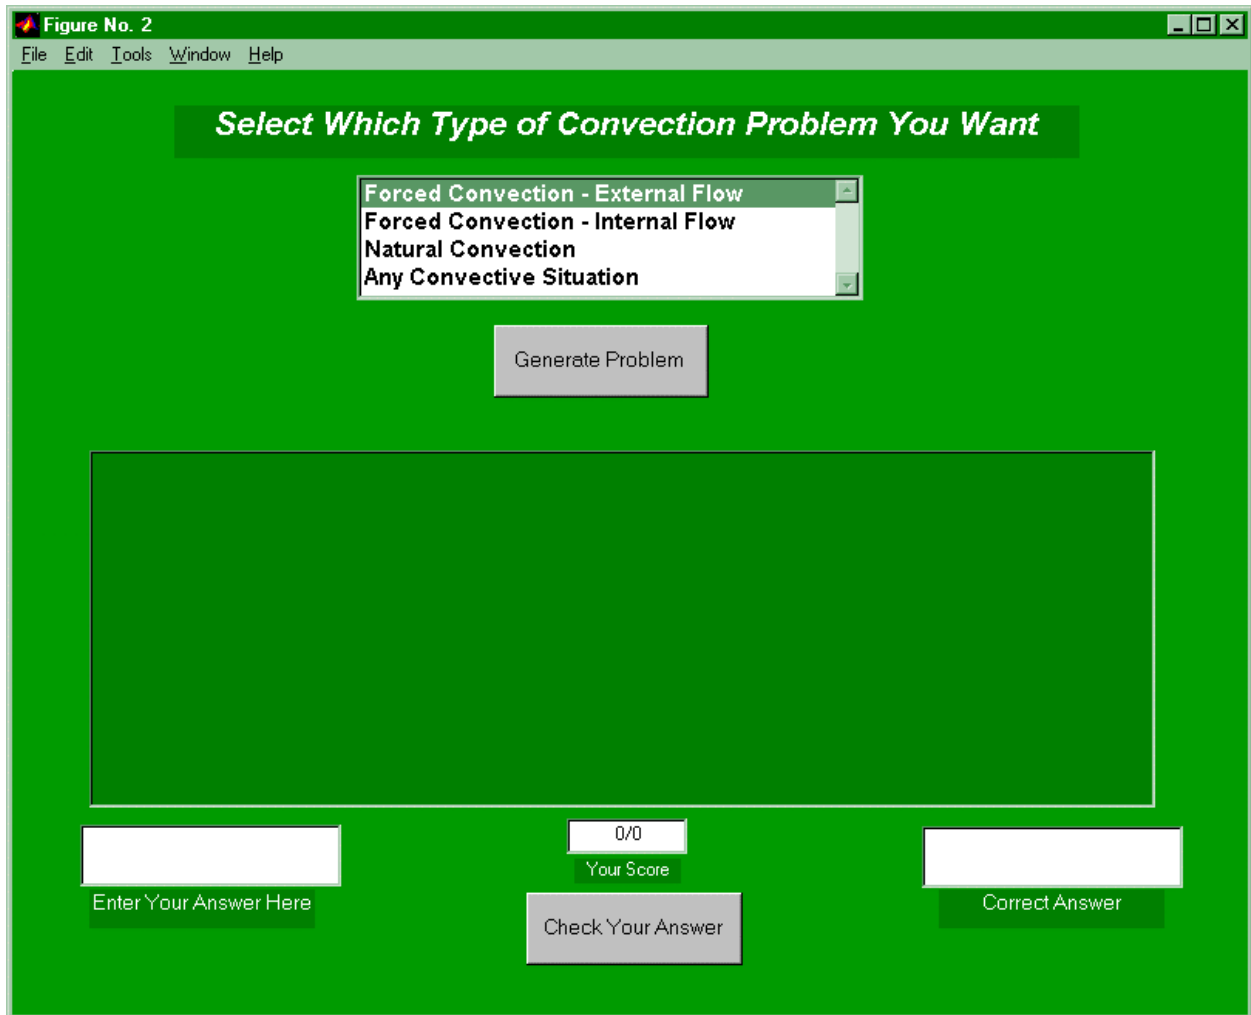 Figure No. 2
File Edit Tools Window Help
Select Which Type of Convection Problem You Want
Forced Convection - External Flow
Forced Convection - Internal Flow
Natural Convection
Any Convective Situation
Generate Problem
0/0
Your Score
Enter Your Answer Here
Correct Answer
Check Your Answer